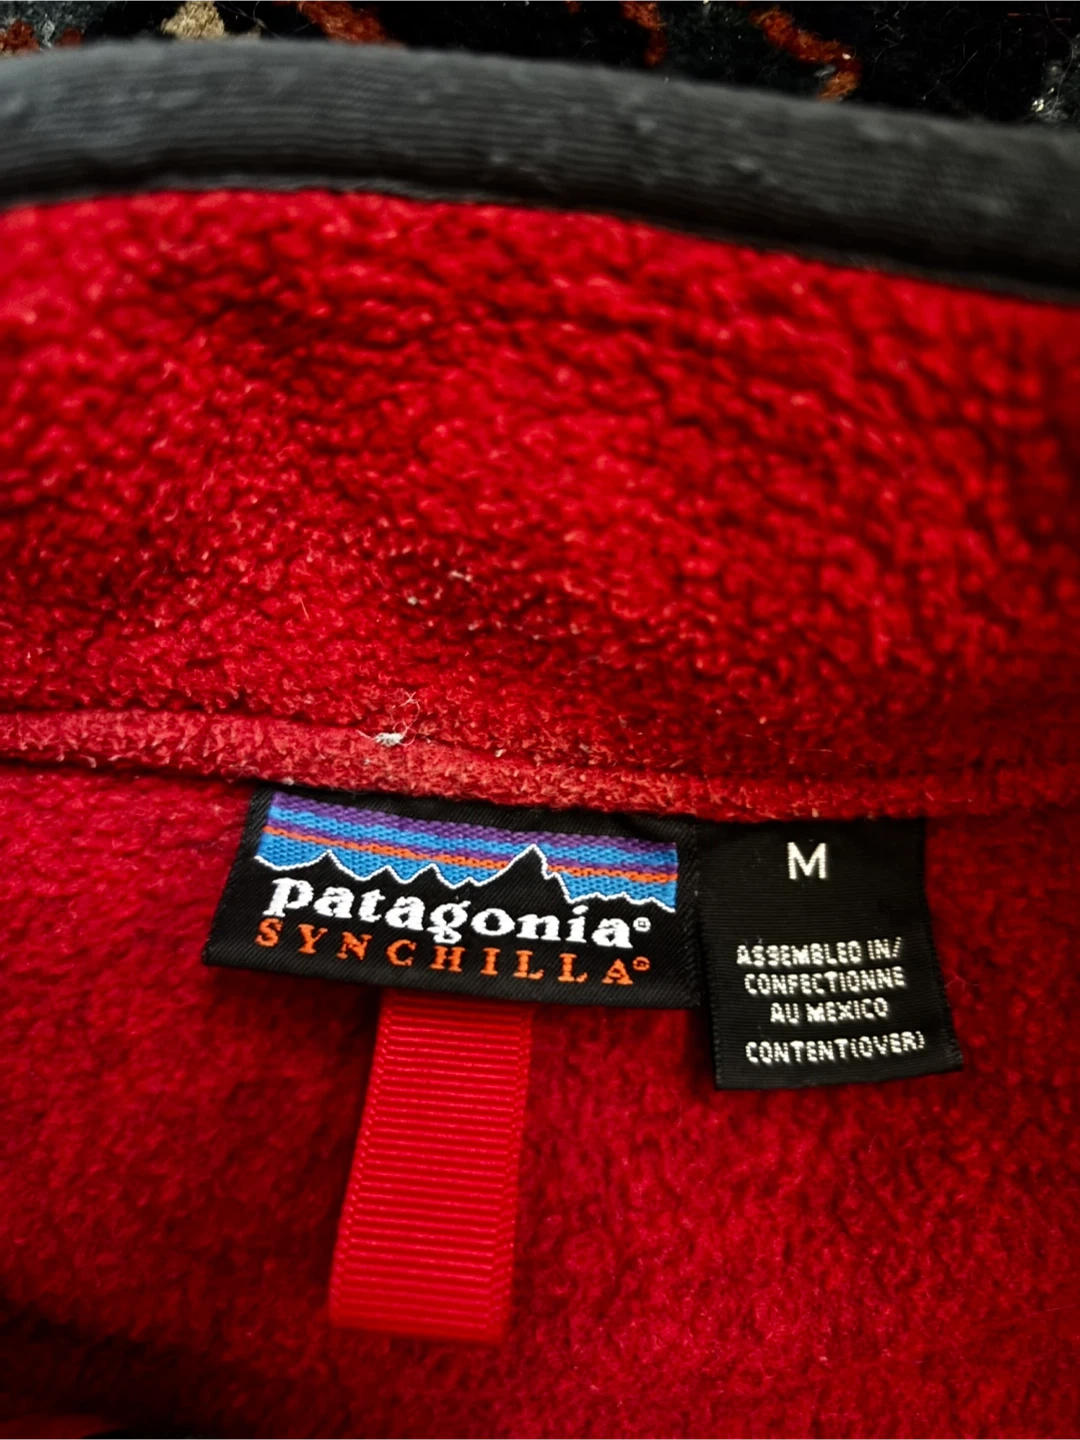 patagonia®
SYNCHILLA®
M
ASSEMBLED IN/
CONFECTIONNE
AU MEXICO
CONTENT(OVER)